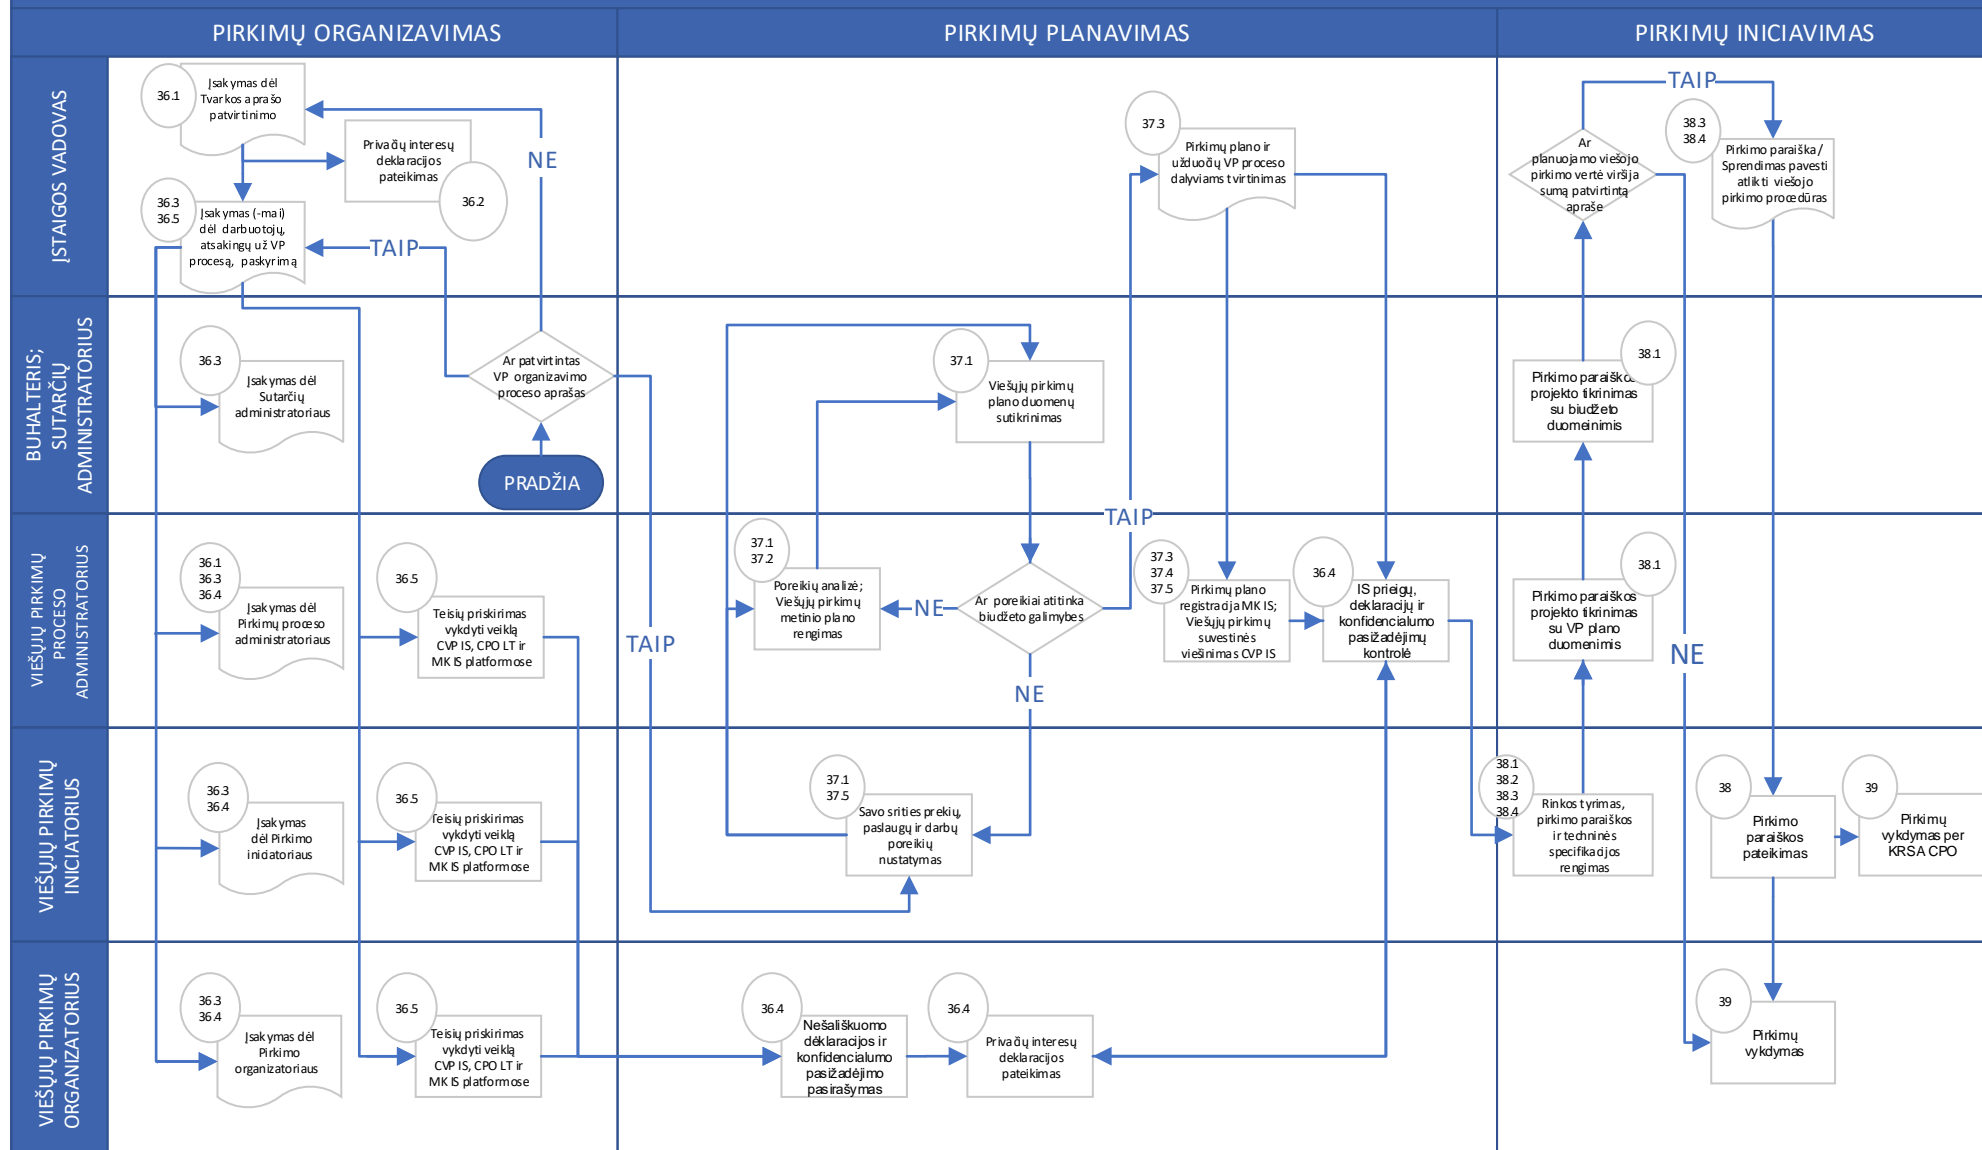 PIRKIMŲ ORGANIZAVIMAS
PIRKIMŲ PLANAVIMAS
PIRKIMŲ INICIAVIMAS
ĮSTAIGOS VADOVAS
36.1
Įsakymas dėl
Tvarkos aprašo
patvirtinimo
Privačių interesų
deklaracijos
pateikimas
36.2
NE
36.3
36.5
Įsakymas (-mai)
dėl darbuotojų,
atsakingų už VP
procesą, paskyrimą
TAIP
37.3
Pirkimų plano ir
užduočių VP proceso
dalyviams tvirtinimas
Ar
planuojamo viešojo
pirkimo vertė viršija
sumą patvirtintą
apraše
TAIP
38.3
38.4
Pirkimo paraiška/
Sprendimas pavesti
atlikti viešojo
pirkimo procedūras
BUHALTERIS;
SUTARČIŲ
ADMINISTRATORIUS
36.3
Įsakymas dėl
Sutarčių
administratoriaus
Ar patvirtintas
VP organizavimo
proceso aprašas
PRADŽIA
37.1
Viešųjų pirkimų
plano duomenų
sutikrinimas
38.1
Pirkimo paraiškos
projekto tikrinimas
su biudžeto
duomeinimis
TAIP
VIEŠŲJŲ PIRKIMŲ
PROCESO
ADMINISTRATORIUS
36.1
36.3
36.4
Įsakymas dėl
Pirkimų proceso
administratoriaus
36.5
Teisių priskirimas
vykdyti veiklą
CVP IS, CPO LT ir
MK IS platformose
TAIP
37.1
37.2
Poreikių analizė;
Viešųjų pirkimų
metinio plano
rengimas
NE
Ar poreikiai atitinka
biudžeto galimybes
NE
37.3
37.4
37.5
Pirkimų plano
registracija MK IS;
Viešųjų pirkimų
suvestinės
viešinimas CVP IS
36.4
IS prieigų,
deklaracijų ir
konfidencialumo
pasižadėjimų
kontrolė
38.1
Pirkimo paraiškos
projekto tikrinimas
su VP plano
duomenimis
NE
VIEŠŲJŲ PIRKIMŲ
INICIATORIUS
36.3
36.4
Įsakymas
dėl Pirkimo
iniciatoriaus
36.5
Teisių priskirimas
vykdyti veiklą
CVP IS, CPO LT ir
MK IS platformose
37.1
37.5
Savo srities prekių,
paslaugų ir darbų
poreikių
nustatymas
38.1
38.2
38.3
38.4
Rinkos tyrimas,
pirkimo paraiškos
ir techninės
specifikacijos
rengimas
38
Pirkimo
paraiškos
pateikimas
39
Pirkimų
vykdymas per
KRSA CPO
VIEŠŲJŲ PIRKIMŲ
ORGANIZATORIUS
36.3
36.4
Įsakymas dėl
Pirkimo
organizatoriaus
36.5
Teisių priskirimas
vykdyti veiklą
CVP IS, CPO LT ir
MK IS platformose
36.4
Nešališkuomo
dėklaracijos ir
konfidencialumo
pasižadėjimo
pasirašymas
36.4
Privačių interesų
deklaracijos
pateikimas
39
Pirkimų
vykdymas